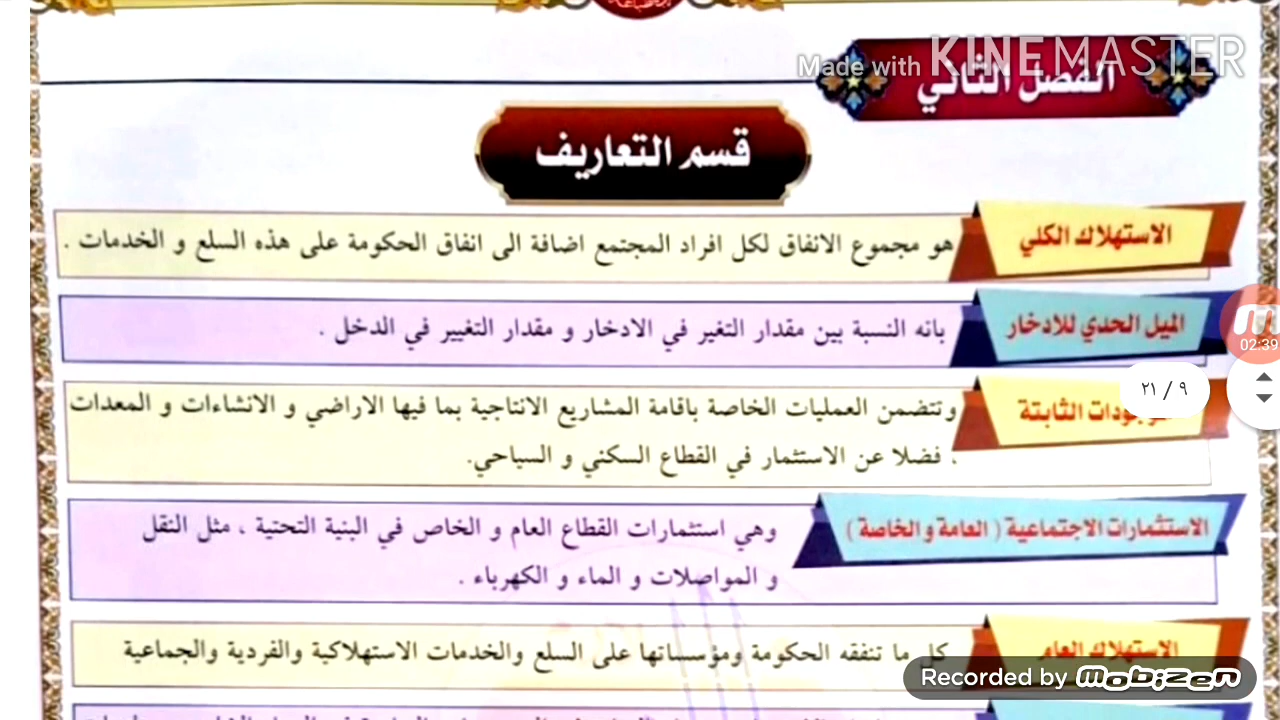 Made with KINEMASTER
الفصل الثاني
قسم التعاريف
الاستهلاك الكلي
هو مجموع الانفاق لكل افراد المجتمع اضافة الى انفاق الحكومة على هذه السلع و الخدمات .
الميل الحدي للادخار
بانه النسبة بين مقدار التغير في الادخار و مقدار التغيير في الدخل .
02:39
٩ / ٢١
الثابتة
وتتضمن العمليات الخاصة باقامة المشاريع الانتاجية بما فيها الاراضي و الانشاءات و المعدات
، فضلا عن الاستثمار في القطاع السكني و السياحي.
الاستثمارات الاجتماعية ( العامة و الخاصة )
وهي استثمارات القطاع العام و الخاص في البنية التحتية ، مثل النقل
و المواصلات و الماء و الكهرباء .
الاستهلاك العام
كل ما تنفقه الحكومة ومؤسساتها على السلع والخدمات الاستهلاكية والفردية والجماعية
Recorded by mobizen